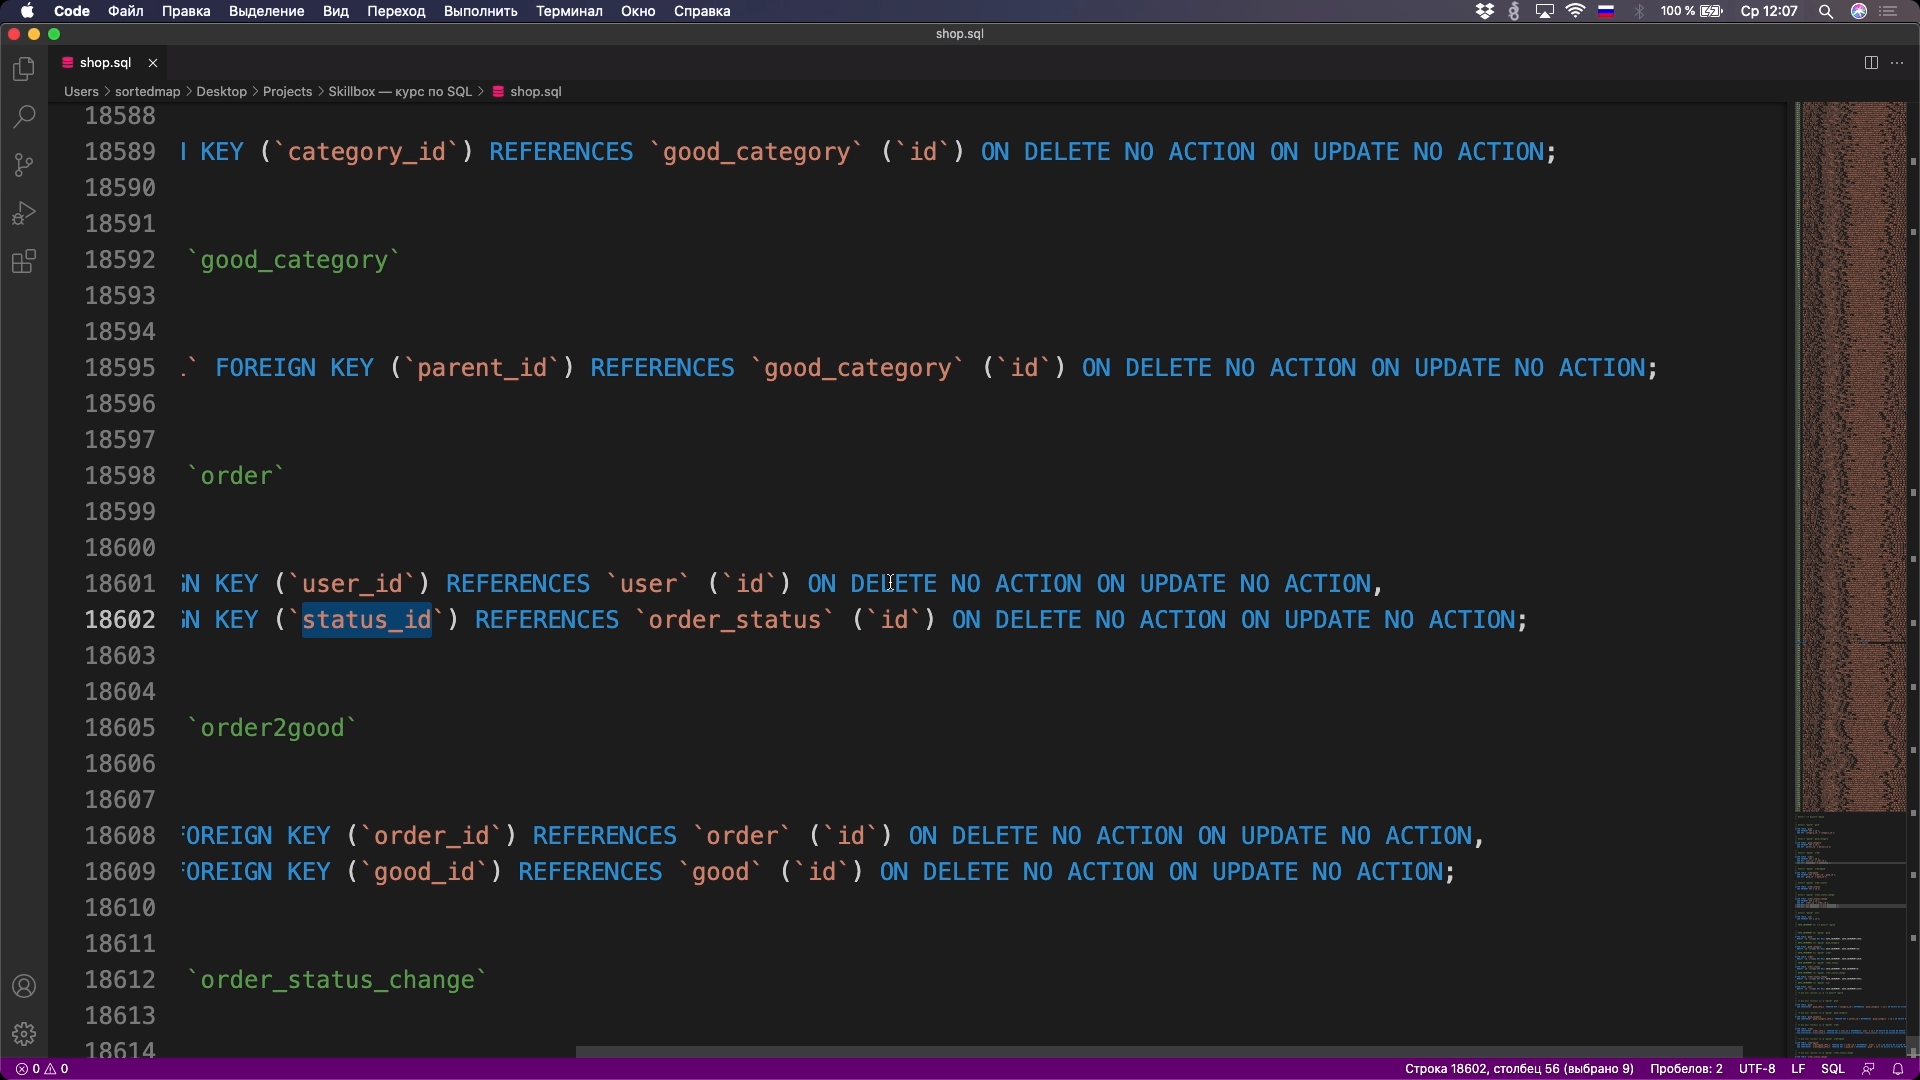 Code Файл Правка Выделение Вид Переход Выполнить Терминал Окно Справка 100 % Ср 12:07
shop.sql
shop.sql
Users > sortedmap > Desktop > Projects > Skillbox — курс по SQL > shop.sql
18588
18589 KEY (`category_id`) REFERENCES `good_category` (`id`) ON DELETE NO ACTION ON UPDATE NO ACTION;
18590
18591
18592 `good_category`
18593
18594
18595 ` FOREIGN KEY (`parent_id`) REFERENCES `good_category` (`id`) ON DELETE NO ACTION ON UPDATE NO ACTION;
18596
18597
18598 `order`
18599
18600
18601 GN KEY (`user_id`) REFERENCES `user` (`id`) ON DELETE NO ACTION ON UPDATE NO ACTION,
18602 GN KEY (`status_id`) REFERENCES `order_status` (`id`) ON DELETE NO ACTION ON UPDATE NO ACTION;
18603
18604
18605 `order2good`
18606
18607
18608 FOREIGN KEY (`order_id`) REFERENCES `order` (`id`) ON DELETE NO ACTION ON UPDATE NO ACTION,
18609 FOREIGN KEY (`good_id`) REFERENCES `good` (`id`) ON DELETE NO ACTION ON UPDATE NO ACTION;
18610
18611
18612 `order_status_change`
18613
18614
0 0 Строка 18602, столбец 56 (выбрано 9) Пробелов: 2 UTF-8 LF SQL